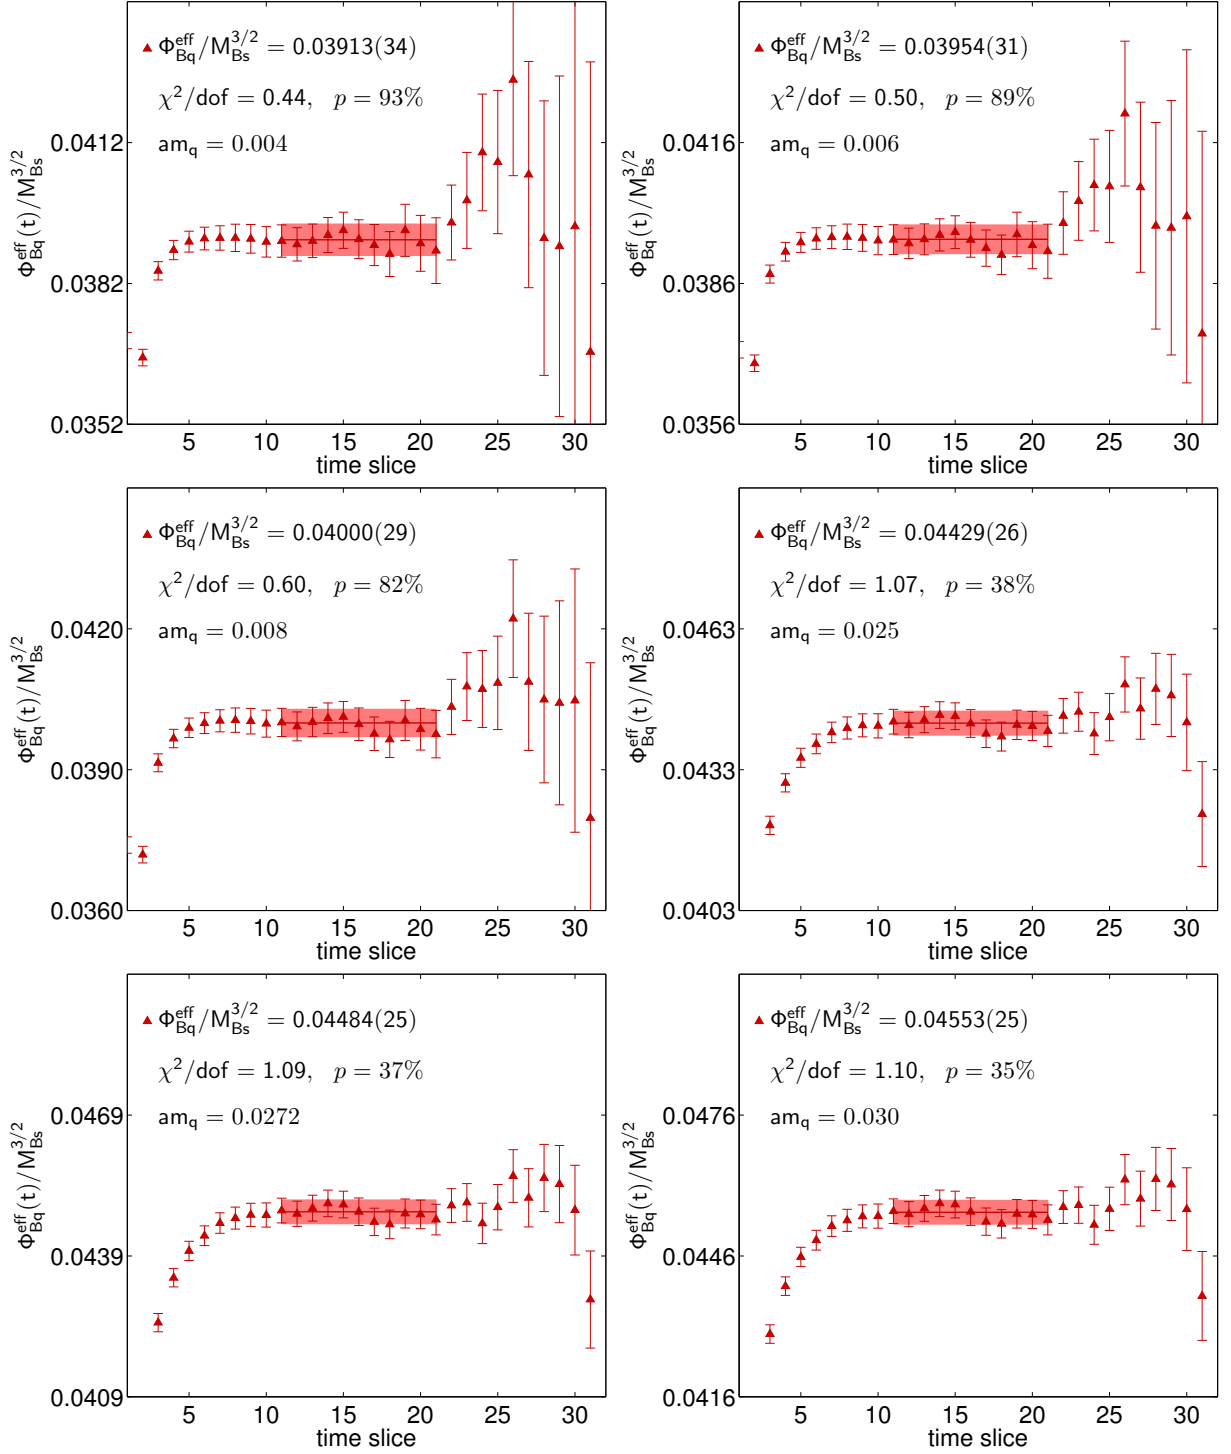 Φ^eff_Bq/M^3/2_Bs = 0.03913(34)
χ²/dof = 0.44, p = 93%
am_q = 0.004
Φ^eff_Bq(t)/M^3/2_Bs
0.0412
0.0382
0.0352
5 10 15 20 25 30
time slice
Φ^eff_Bq/M^3/2_Bs = 0.03954(31)
χ²/dof = 0.50, p = 89%
am_q = 0.006
Φ^eff_Bq(t)/M^3/2_Bs
0.0416
0.0386
0.0356
5 10 15 20 25 30
time slice
Φ^eff_Bq/M^3/2_Bs = 0.04000(29)
χ²/dof = 0.60, p = 82%
am_q = 0.008
Φ^eff_Bq(t)/M^3/2_Bs
0.0420
0.0390
0.0360
5 10 15 20 25 30
time slice
Φ^eff_Bq/M^3/2_Bs = 0.04429(26)
χ²/dof = 1.07, p = 38%
am_q = 0.025
Φ^eff_Bq(t)/M^3/2_Bs
0.0463
0.0433
0.0403
5 10 15 20 25 30
time slice
Φ^eff_Bq/M^3/2_Bs = 0.04484(25)
χ²/dof = 1.09, p = 37%
am_q = 0.0272
Φ^eff_Bq(t)/M^3/2_Bs
0.0469
0.0439
0.0409
5 10 15 20 25 30
time slice
Φ^eff_Bq/M^3/2_Bs = 0.04553(25)
χ²/dof = 1.10, p = 35%
am_q = 0.030
Φ^eff_Bq(t)/M^3/2_Bs
0.0476
0.0446
0.0416
5 10 15 20 25 30
time slice